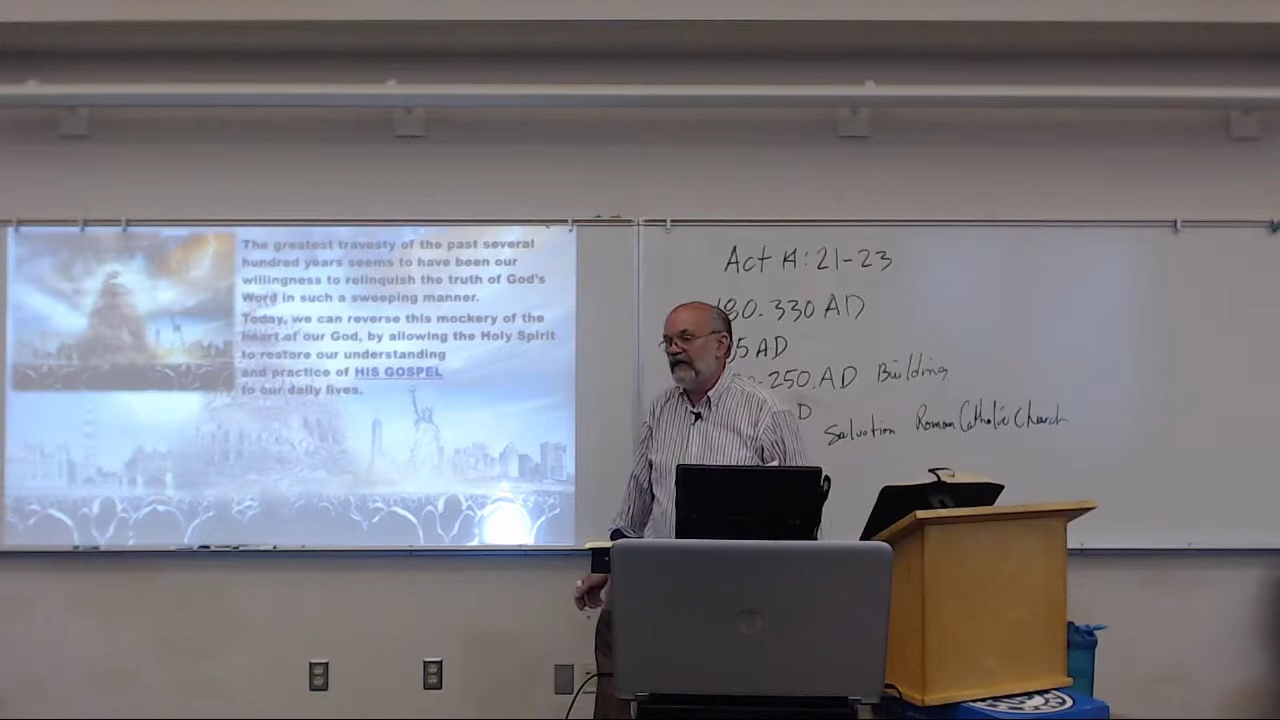 The greatest travesty of the past several
hundred years seems to have been our
willingness to relinquish the truth of God's
Word in such a sweeping manner.
Today, we can reverse this mockery of the
heart of our God, by allowing the Holy Spirit
to restore our understanding
and practice of HIS GOSPEL
to our daily lives.
Act 14:21-23
180-330 AD
5 AD
-250 AD Building
D
Salvation Roman Catholic Church